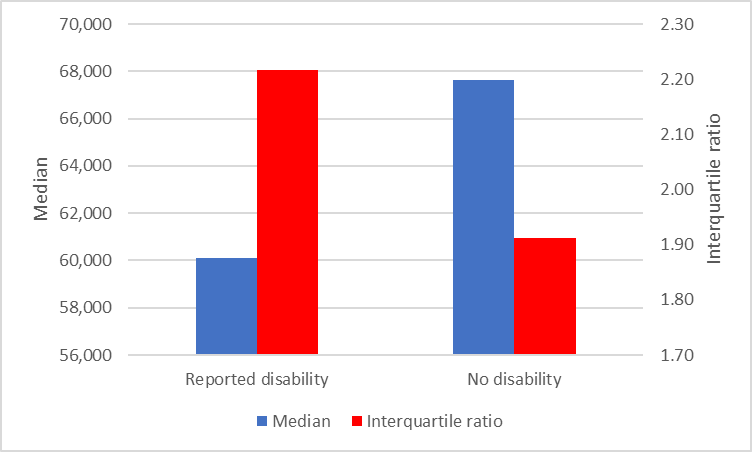 70,000
68,000
66,000
64,000
62,000
60,000
58,000
56,000
Median
2.30
2.20
2.10
2.00
1.90
1.80
1.70
Interquartile ratio
Reported disability
No disability
Median
Interquartile ratio